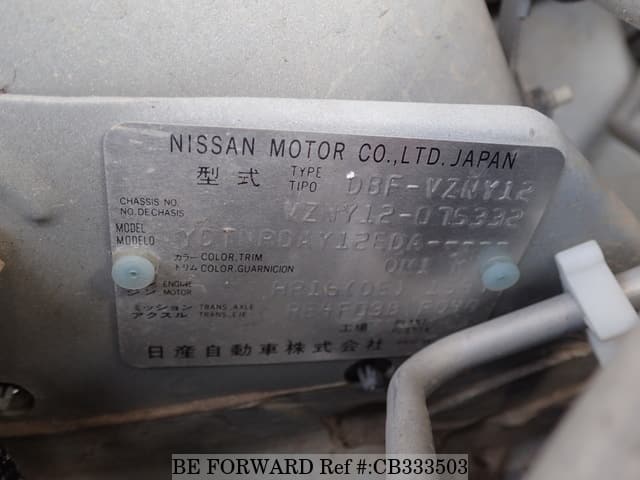 NISSAN MOTOR CO.,LTD. JAPAN
型式 TYPE TIPO DBF-VZNY12
CHASSIS NO. NO.DECHASIS VZNY12-075332
MODEL MODELO
カラー COLOR,TRIM
トリム COLOR,GUARNICION
ENGINE MOTOR HR16(DE)
ミッション TRANS. AXLE
アクスル TRANS. EJE
工場 PLANT
日産自動車株式会社
BE FORWARD Ref #:CB333503